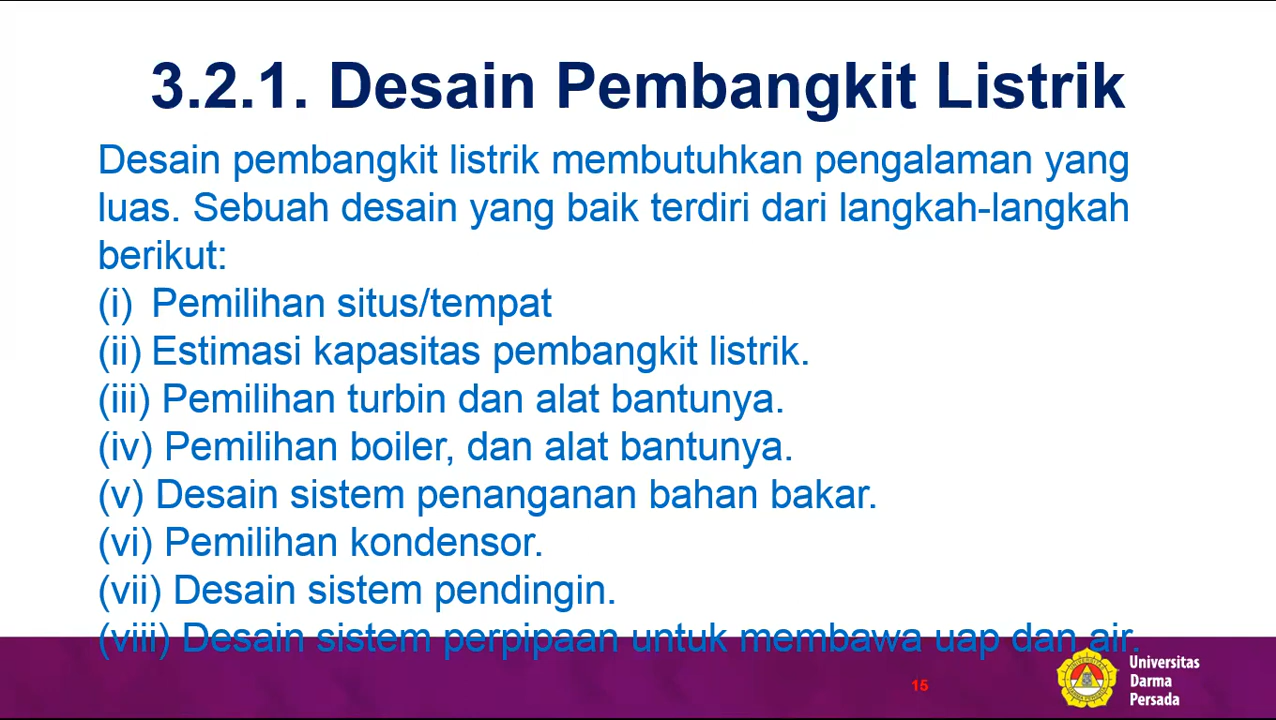 3.2.1. Desain Pembangkit Listrik
Desain pembangkit listrik membutuhkan pengalaman yang
luas. Sebuah desain yang baik terdiri dari langkah-langkah
berikut:
(i) Pemilihan situs/tempat
(ii) Estimasi kapasitas pembangkit listrik.
(iii) Pemilihan turbin dan alat bantunya.
(iv) Pemilihan boiler, dan alat bantunya.
(v) Desain sistem penanganan bahan bakar.
(vi) Pemilihan kondensor.
(vii) Desain sistem pendingin.
(viii) Desain sistem perpipaan untuk membawa uap dan air.
15
Universitas
Darma
Persada